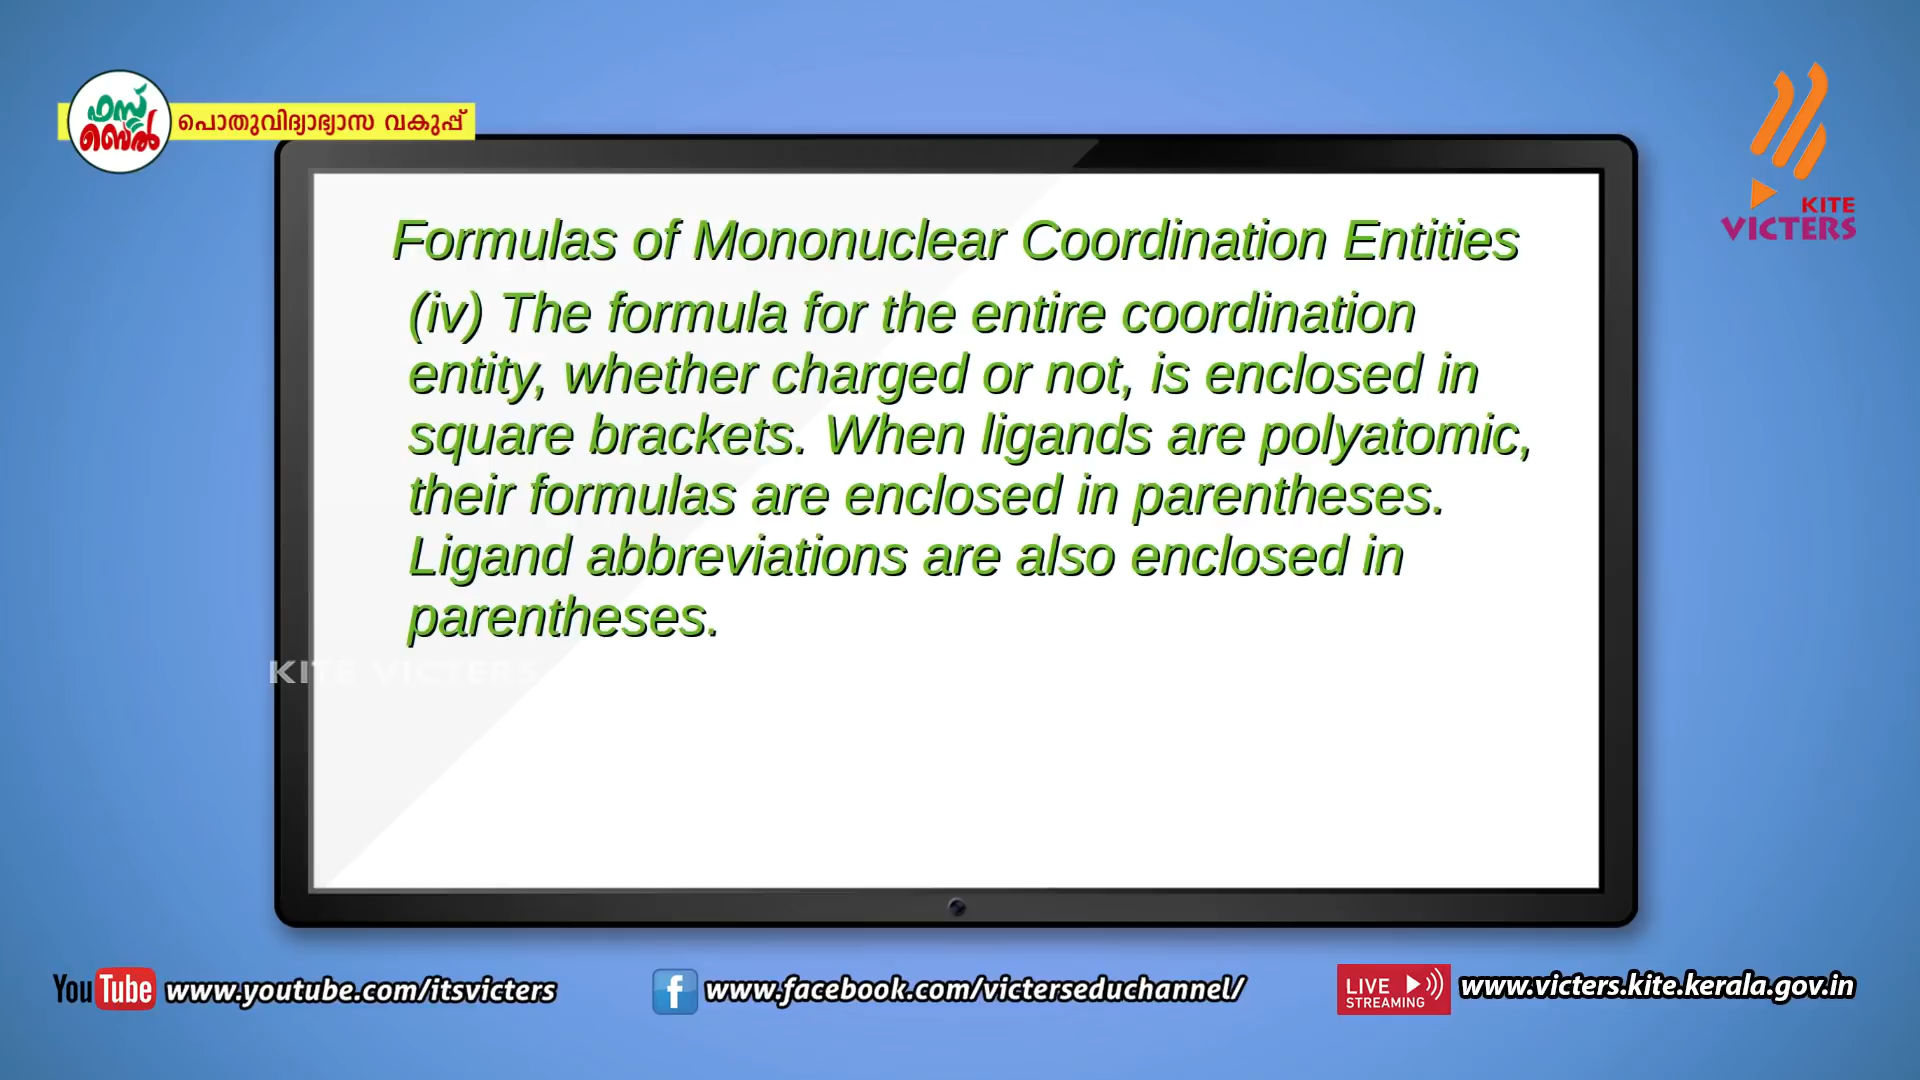 ഫസ്റ്റ്
ബെൽ
പൊതുവിദ്യാഭ്യാസ വകുപ്പ്
KITE
VICTERS
Formulas of Mononuclear Coordination Entities
(iv) The formula for the entire coordination
entity, whether charged or not, is enclosed in
square brackets. When ligands are polyatomic,
their formulas are enclosed in parentheses.
Ligand abbreviations are also enclosed in
parentheses.
KITE VICTERS
YouTube www.youtube.com/itsvicters
f www.facebook.com/victerseduchannel/
LIVE STREAMING www.victers.kite.kerala.gov.in